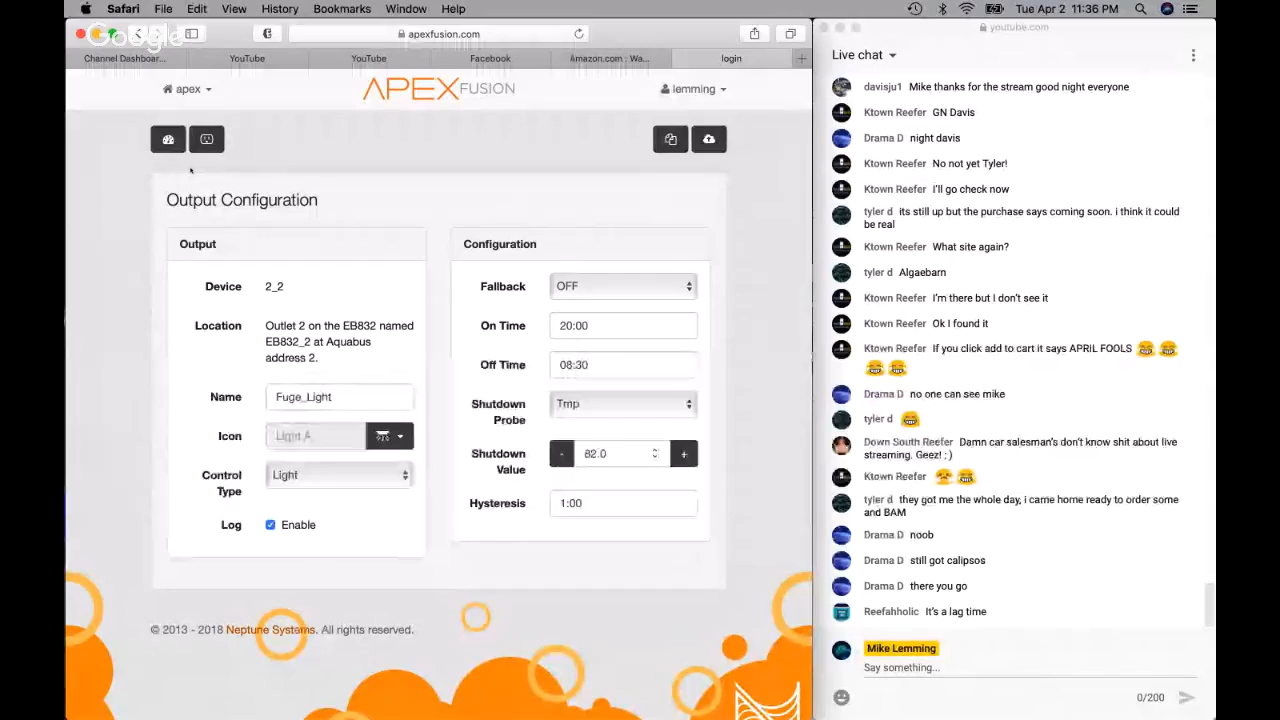 Safari File Edit View History Bookmarks Window Help
Tue Apr 2 11:36 PM
Google
apexfusion.com
Channel Dashboar...
YouTube
YouTube
Facebook
Amazon.com : Wa...
login
apex
APEX FUSION
lemming
Output Configuration
Output
Device 2_2
Location Outlet 2 on the EB832 named
EB832_2 at Aquabus
address 2.
Name Fuge_Light
Icon Light A
Control
Type
Light
Log Enable
Configuration
Fallback OFF
On Time 20:00
Off Time 08:30
Shutdown
Probe
Tmp
Shutdown
Value
- 82.0 +
Hysteresis 1:00
© 2013 - 2018 Neptune Systems. All rights reserved.
youtube.com
Live chat
davisju1 Mike thanks for the stream good night everyone
Ktown Reefer GN Davis
Drama D night davis
Ktown Reefer No not yet Tyler!
Ktown Reefer I'll go check now
tyler d its still up but the purchase says coming soon. i think it could
be real
Ktown Reefer What site again?
tyler d Algaebarn
Ktown Reefer I'm there but I don't see it
Ktown Reefer Ok I found it
Ktown Reefer If you click add to cart it says APRIL FOOLS 😂 😂
😂 😂
Drama D no one can see mike
tyler d 😂
Down South Reefer Damn car salesman's don't know shit about live
streaming. Geez! ; )
Ktown Reefer 😤 😂
tyler d they got me the whole day, i came home ready to order some
and BAM
Drama D noob
Drama D still got calipsos
Drama D there you go
Reefahholic It's a lag time
Mike Lemming
Say something...
0/200